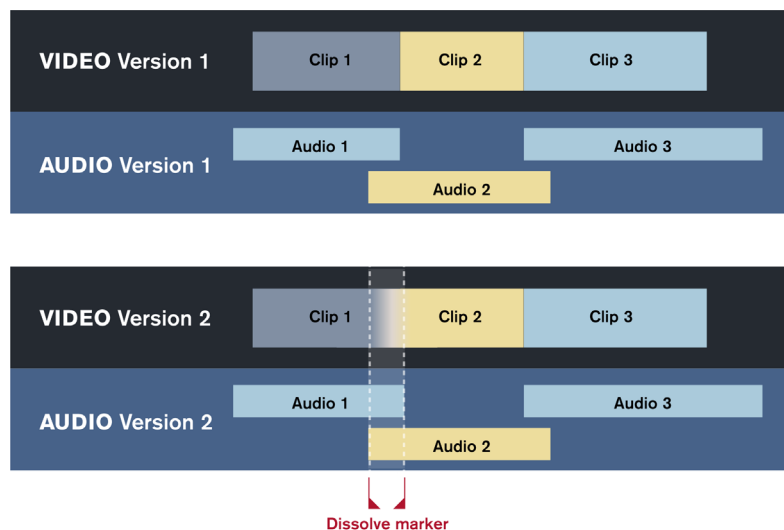 VIDEO Version 1
Clip 1
Clip 2
Clip 3
AUDIO Version 1
Audio 1
Audio 3
Audio 2
VIDEO Version 2
Clip 1
Clip 2
Clip 3
AUDIO Version 2
Audio 1
Audio 3
Audio 2
Dissolve marker